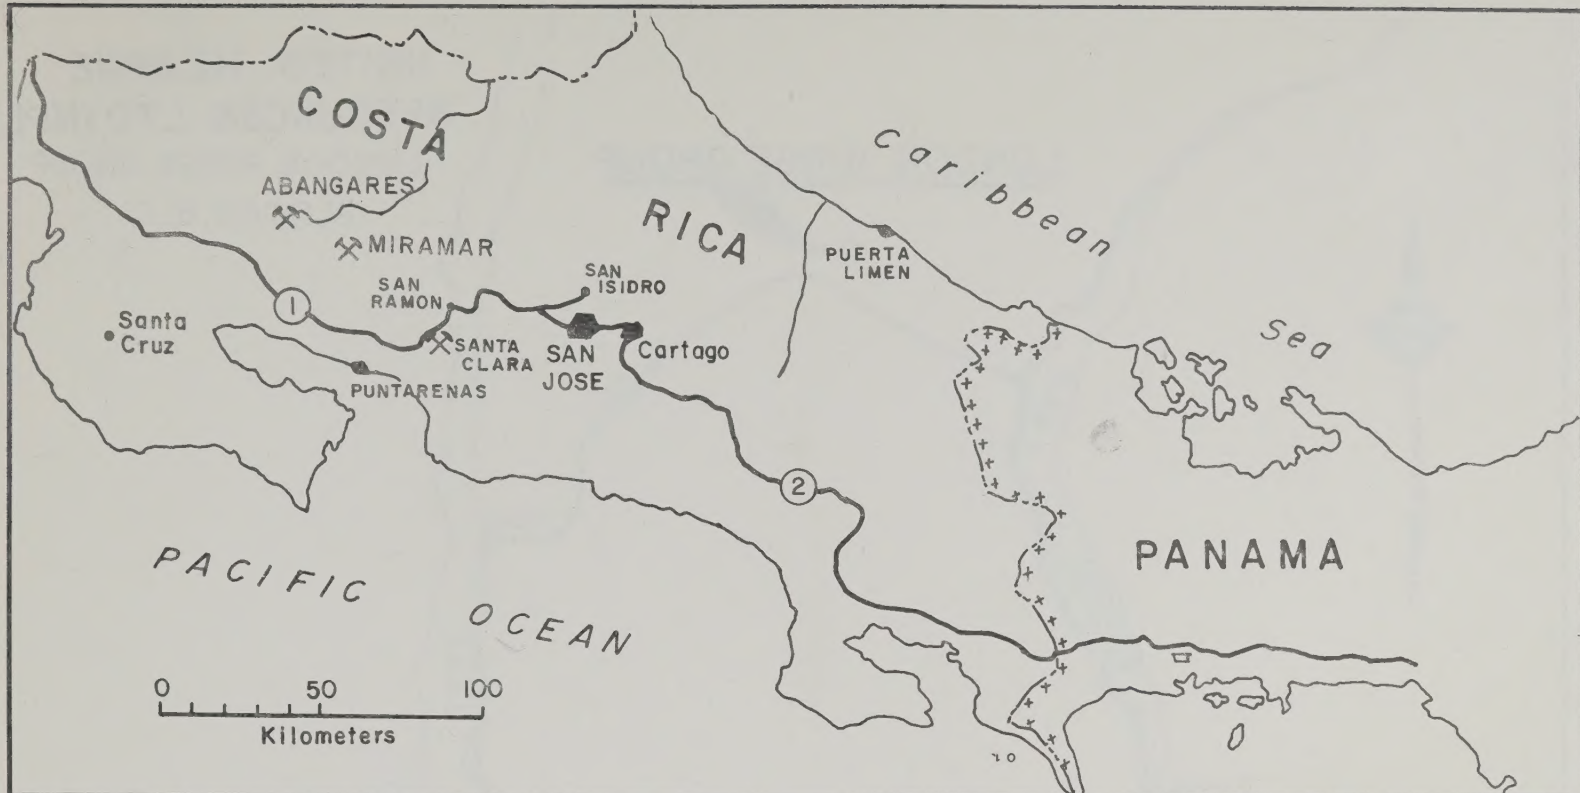 COSTA
RICA
Caribbean
Sea
ABANGARES
MIRAMAR
SAN
RAMON
SAN
ISIDRO
PUERTA
LIMEN
1
Santa
Cruz
SANTA
CLARA
SAN
JOSE
Cartago
PUNTARENAS
2
PANAMA
PACIFIC
OCEAN
0 50 100
Kilometers